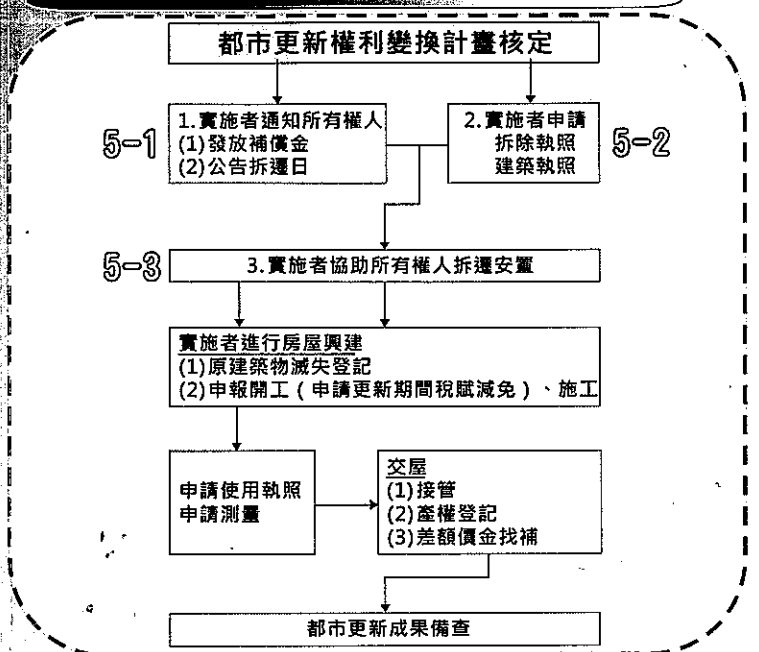 都市更新權利變換計畫核定
5-1
1.實施者通知所有權人
(1)發放補償金
(2)公告拆遷日
2.實施者申請
拆除執照
建築執照
5-2
5-3
3.實施者協助所有權人拆遷安置
實施者進行房屋興建
(1)原建築物滅失登記
(2)申報開工(申請更新期間稅賦減免)、施工
申請使用執照
申請測量
交屋
(1)接管
(2)產權登記
(3)差額價金找補
都市更新成果備查